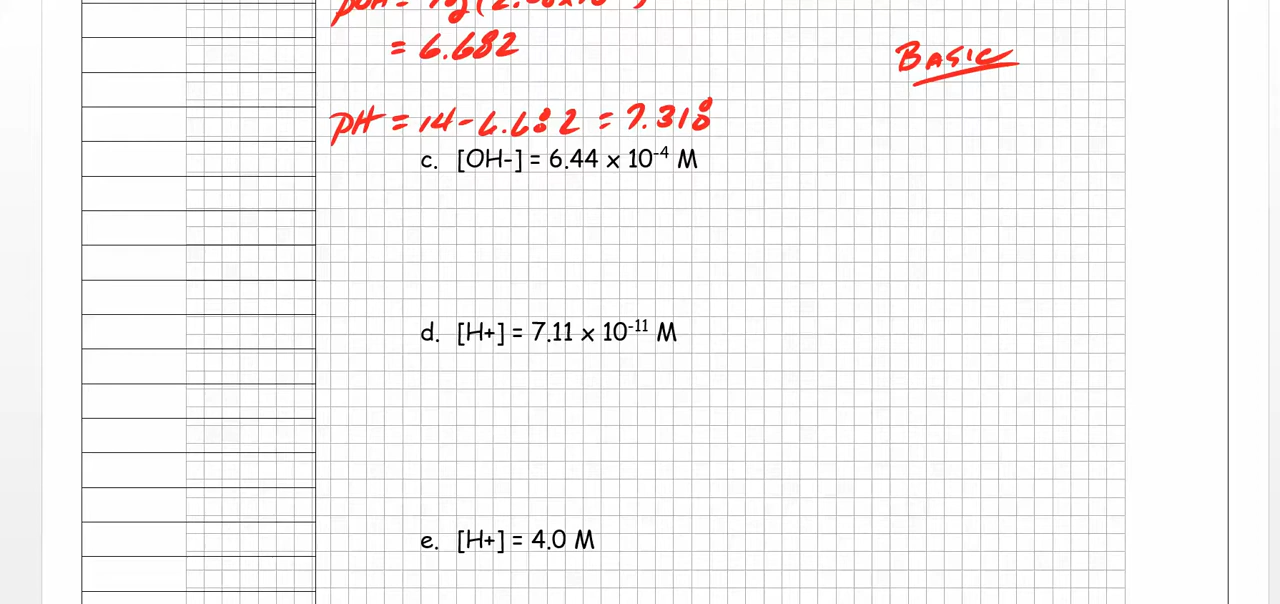 = 6.682
BASIC
pH = 14 - 6.682 = 7.318
c. [OH-] = 6.44 x 10⁻⁴ M
d. [H+] = 7.11 x 10⁻¹¹ M
e. [H+] = 4.0 M